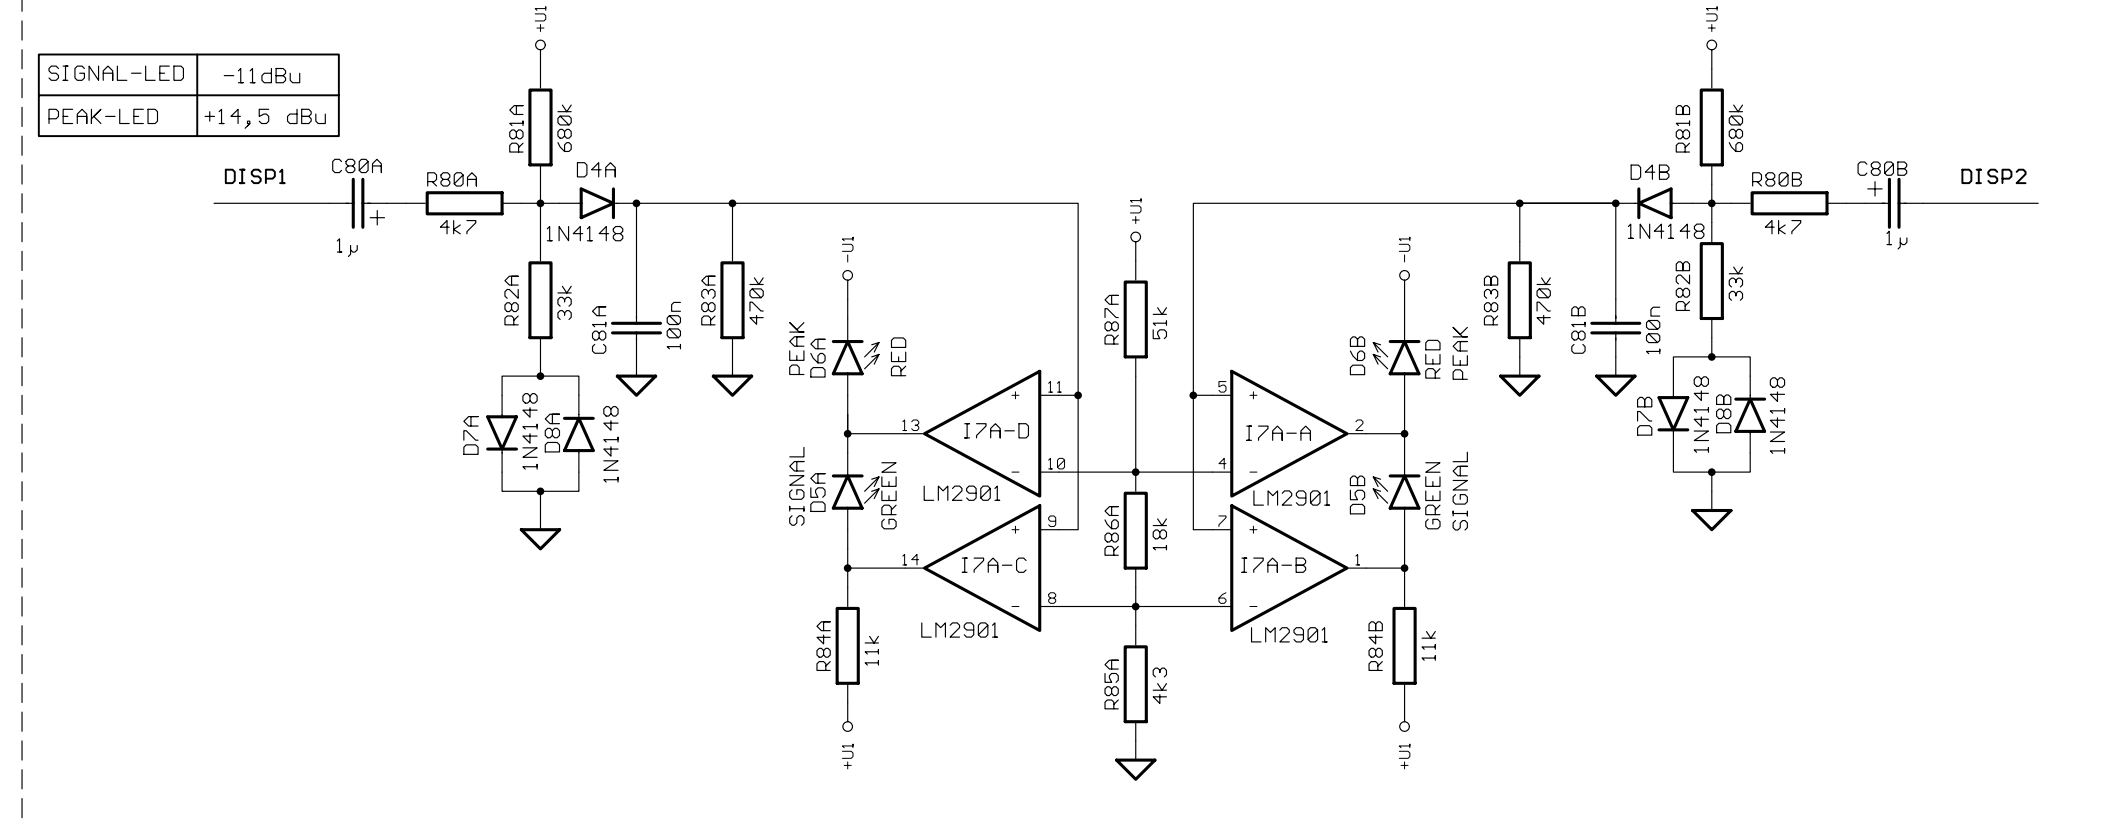 SIGNAL-LED -11dBu
PEAK-LED +14,5 dBu
DISP1
C80A
+
1µ
R80A
4k7
+U1
R81A
680k
D4A
1N4148
R82A
33k
C81A
100n
R83A
470k
D7A
1N4148
D8A
1N4148
-U1
PEAK
D6A
RED
SIGNAL
D5A
GREEN
R84A
11k
+U1
13
I7A-D
+
-
11
10
LM2901
14
I7A-C
+
-
9
8
LM2901
+U1
R87A
51k
R86A
18k
R85A
4k3
5
4
+
-
I7A-A
2
LM2901
7
6
+
-
I7A-B
1
LM2901
-U1
D6B
RED
PEAK
D5B
GREEN
SIGNAL
R84B
11k
+U1
R83B
470k
C81B
100n
D4B
1N4148
+U1
R81B
680k
R80B
4k7
C80B
+
1µ
DISP2
R82B
33k
D7B
1N4148
D8B
1N4148